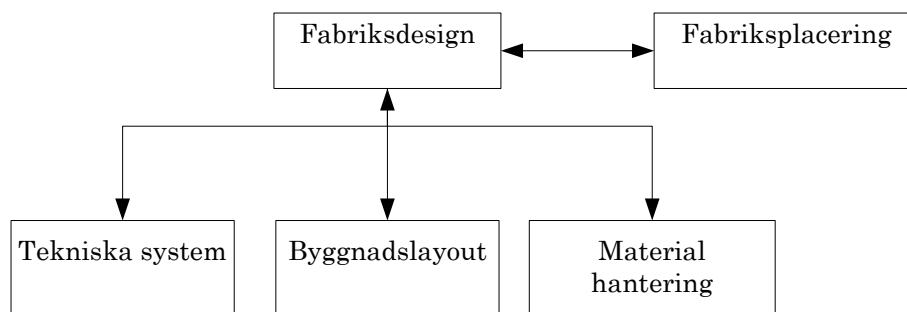 Fabriksdesign
Fabriksplacering
Tekniska system
Byggnadslayout
Material
hantering